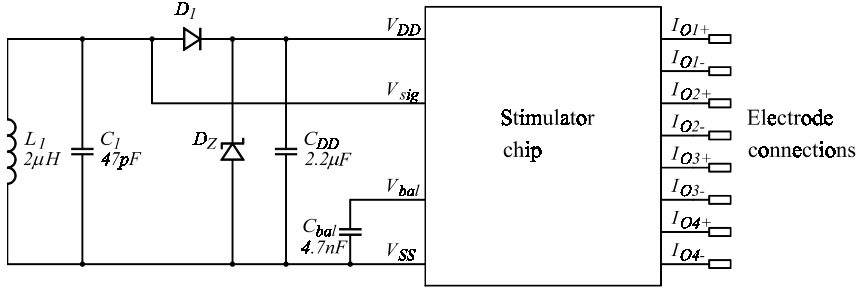 D1
VDD
IO1+
IO1-
Vsig
IO2+
L1
2μH
C1
47pF
DZ
CDD
2.2μF
Stimulator
chip
IO2-
Electrode
connections
IO3+
Vbal
IO3-
Cbal
4.7nF
IO4+
VSS
IO4-